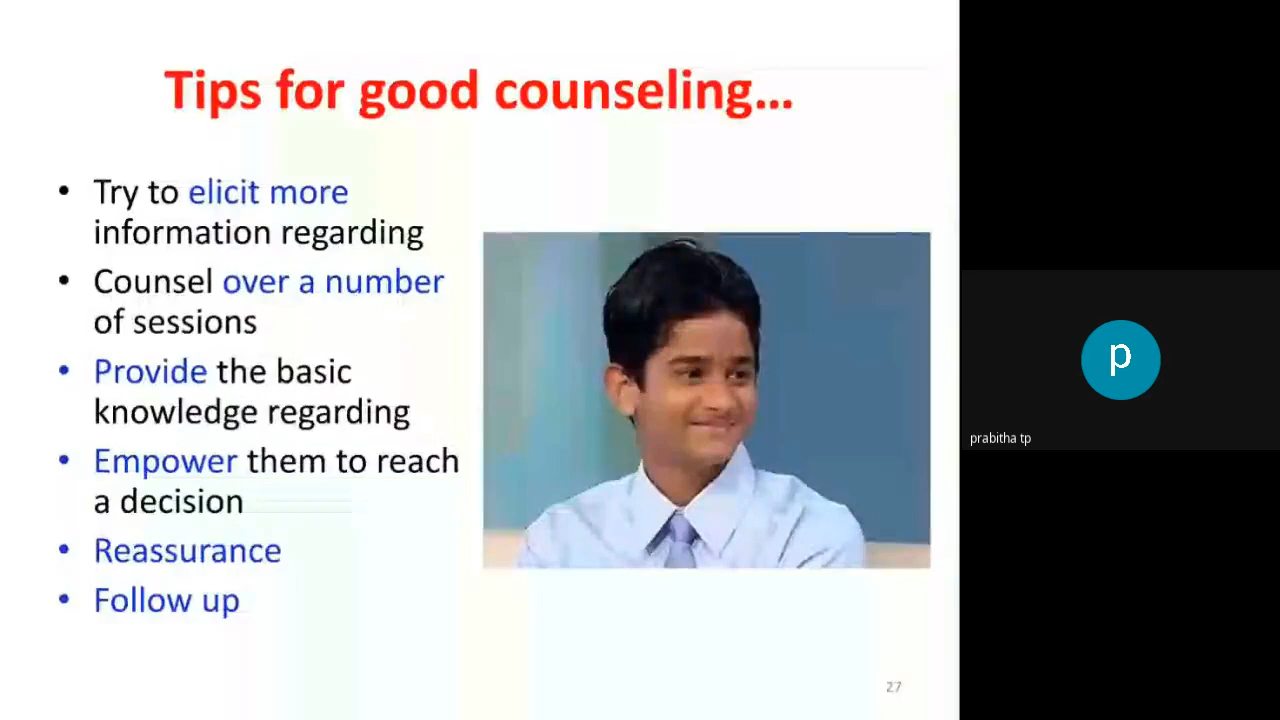 Tips for good counseling...
• Try to elicit more
information regarding
• Counsel over a number
of sessions
• Provide the basic
knowledge regarding
• Empower them to reach
a decision
• Reassurance
• Follow up
27
p
prabitha tp